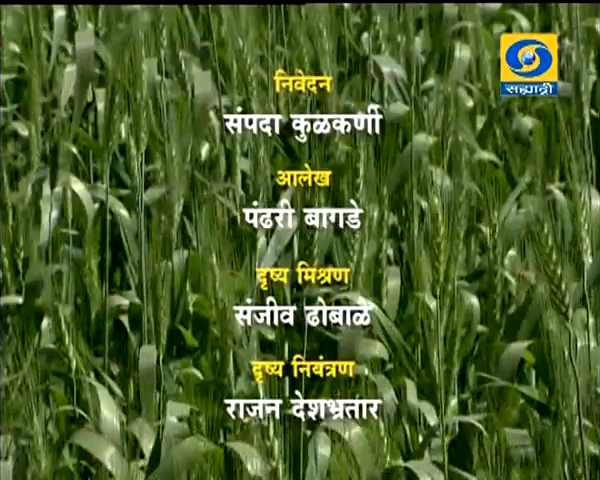 सह्याद्री
निवेदन
संपदा कुळकर्णी
आलेख
पंढरी बागडे
दृष्य मिश्रण
संजीव ढोबाळे
दृष्य नियंत्रण
राजन देशभ्रतार